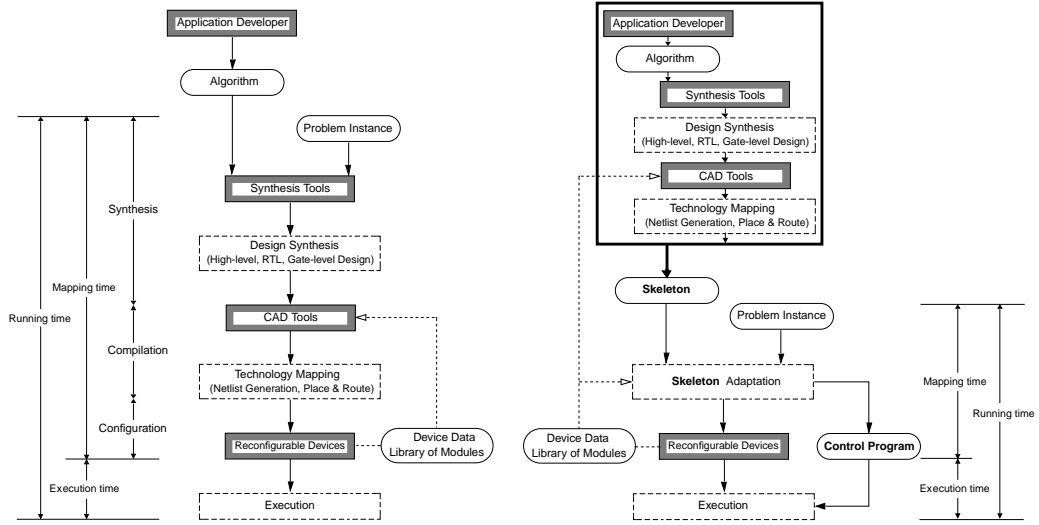 Application Developer
Algorithm
Problem Instance
Synthesis Tools
Design Synthesis
(High-level, RTL, Gate-level Design)
CAD Tools
Technology Mapping
(Netlist Generation, Place & Route)
Reconfigurable Devices
Device Data
Library of Modules
Execution
Synthesis
Mapping time
Running time
Compilation
Configuration
Execution time
Application Developer
Algorithm
Synthesis Tools
Design Synthesis
(High-level, RTL, Gate-level Design)
CAD Tools
Technology Mapping
(Netlist Generation, Place & Route)
Skeleton
Problem Instance
Skeleton Adaptation
Device Data
Library of Modules
Reconfigurable Devices
Control Program
Execution
Mapping time
Running time
Execution time